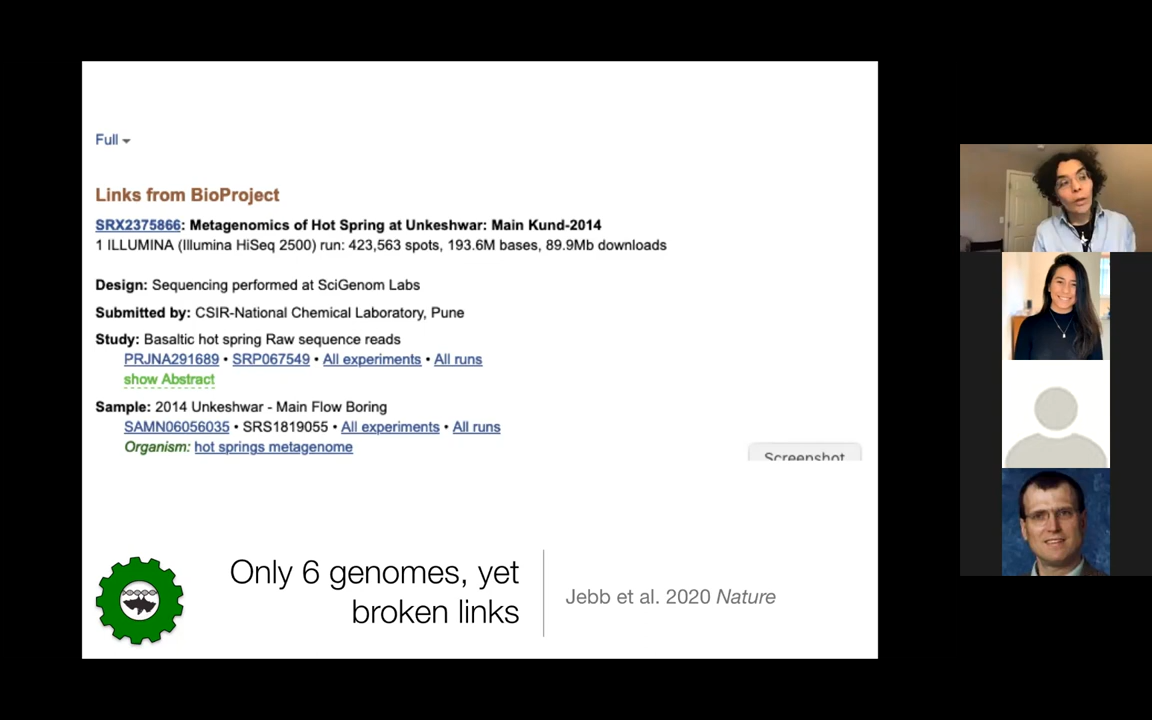 Full
Links from BioProject
SRX2375866: Metagenomics of Hot Spring at Unkeshwar: Main Kund-2014
1 ILLUMINA (Illumina HiSeq 2500) run: 423,563 spots, 193.6M bases, 89.9Mb downloads
Design: Sequencing performed at SciGenom Labs
Submitted by: CSIR-National Chemical Laboratory, Pune
Study: Basaltic hot spring Raw sequence reads
PRJNA291689 • SRP067549 • All experiments • All runs
show Abstract
Sample: 2014 Unkeshwar - Main Flow Boring
SAMN06056035 • SRS1819055 • All experiments • All runs
Organism: hot springs metagenome
Screenshot
Only 6 genomes, yet
broken links
Jebb et al. 2020 Nature